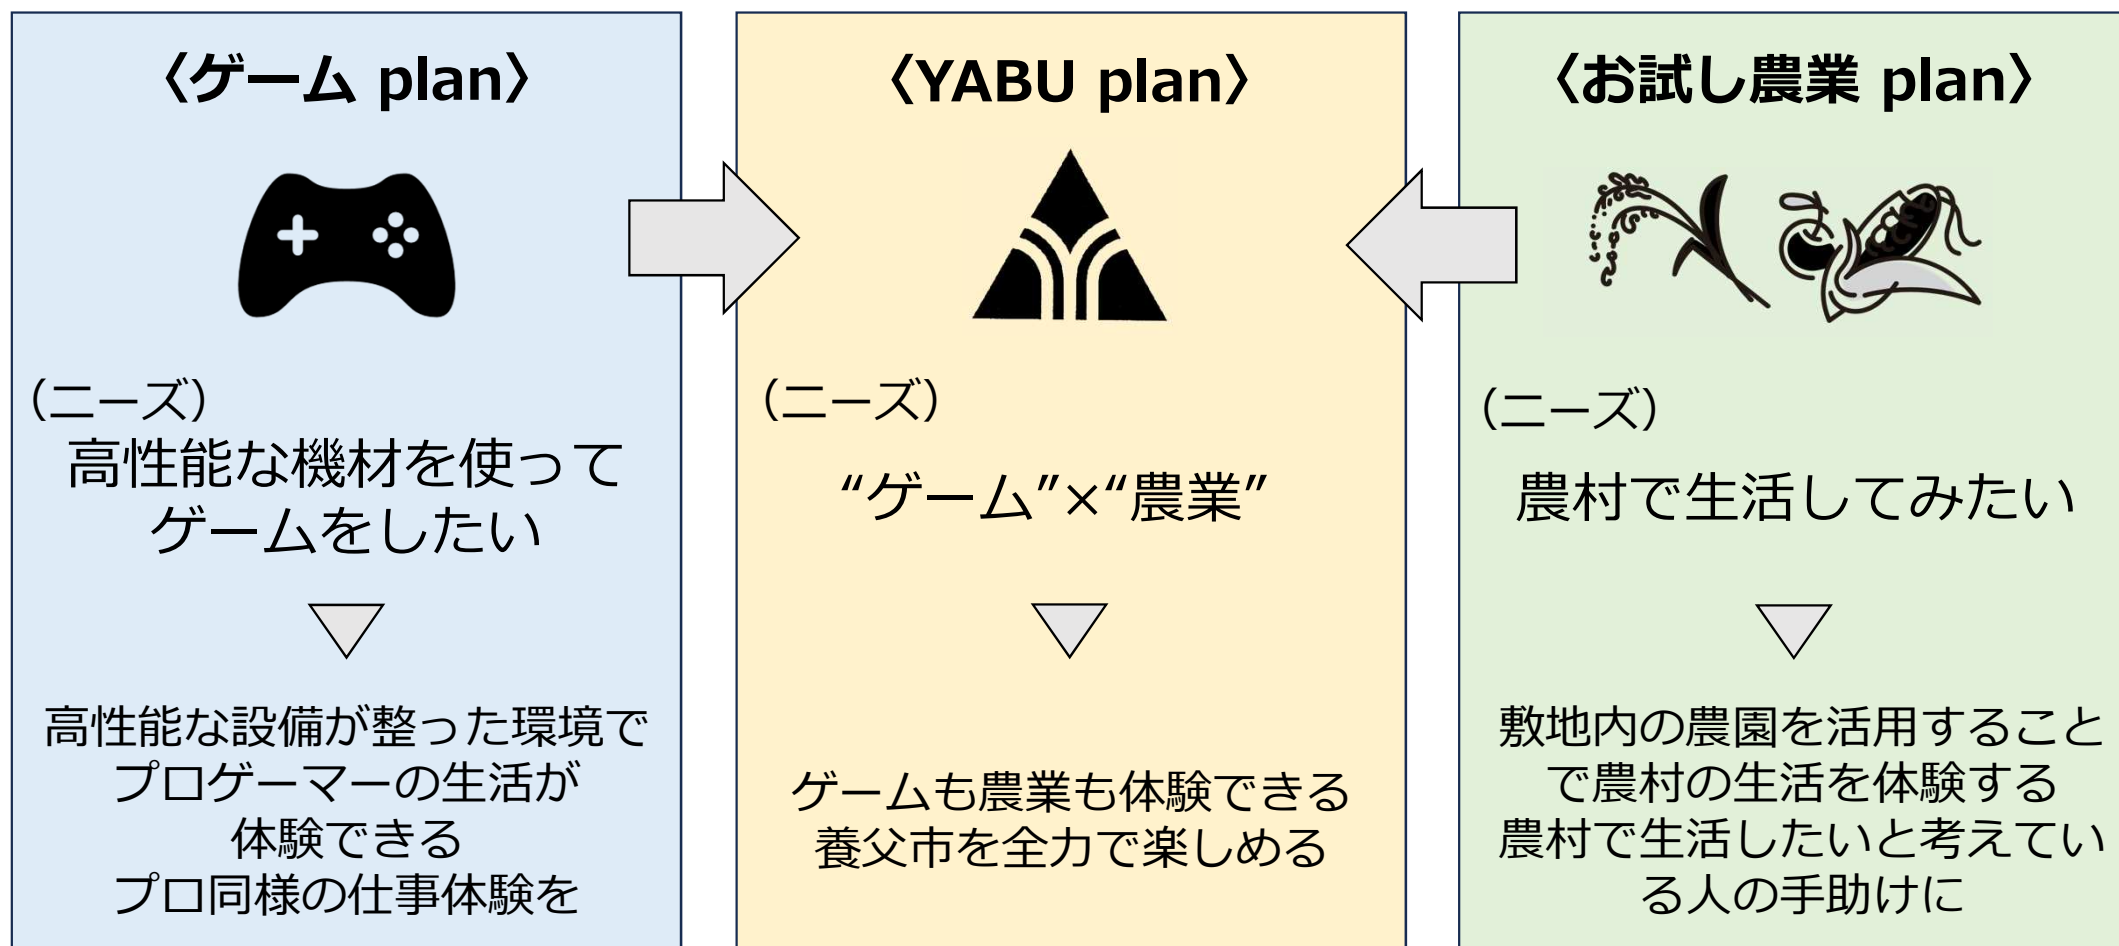 〈ゲーム plan〉
（ニーズ）
高性能な機材を使って
ゲームをしたい
高性能な設備が整った環境で
プロゲーマーの生活が
体験できる
プロ同様の仕事体験を
〈YABU plan〉
（ニーズ）
“ゲーム”×“農業”
ゲームも農業も体験できる
養父市を全力で楽しめる
〈お試し農業 plan〉
（ニーズ）
農村で生活してみたい
敷地内の農園を活用すること
で農村の生活を体験する
農村で生活したいと考えてい
る人の手助けに